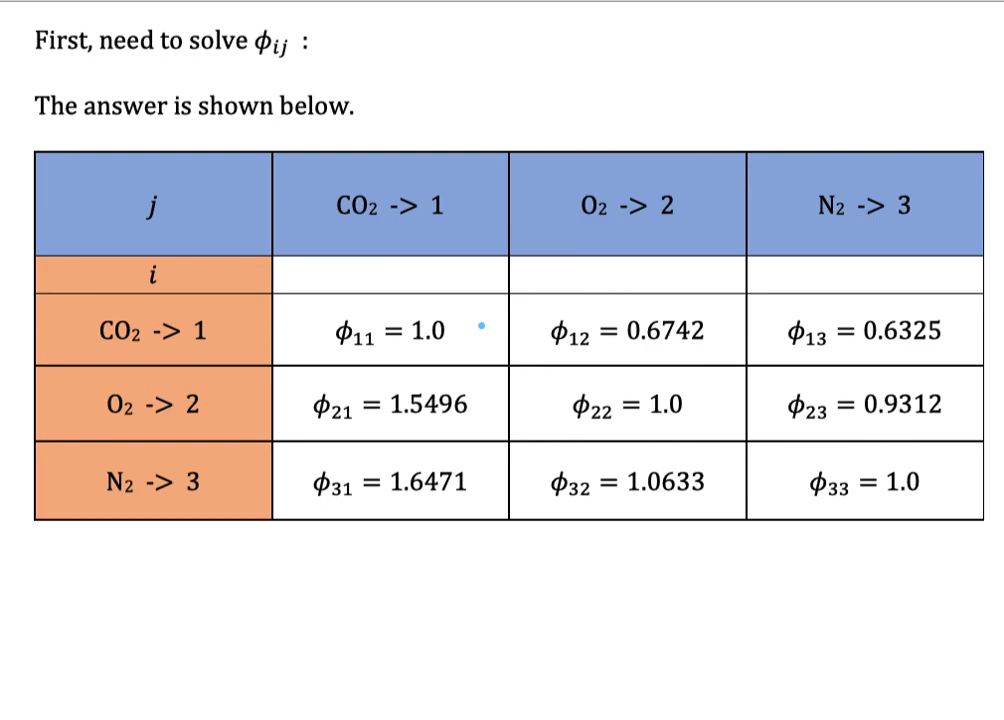 First, need to solve ϕij :
The answer is shown below.
j CO₂ -> 1 O₂ -> 2 N₂ -> 3
i
CO₂ -> 1 ϕ₁₁ = 1.0 ϕ₁₂ = 0.6742 ϕ₁₃ = 0.6325
O₂ -> 2 ϕ₂₁ = 1.5496 ϕ₂₂ = 1.0 ϕ₂₃ = 0.9312
N₂ -> 3 ϕ₃₁ = 1.6471 ϕ₃₂ = 1.0633 ϕ₃₃ = 1.0